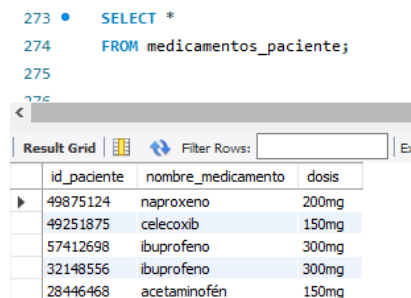 273 SELECT *
274 FROM medicamentos_paciente;
275
276
Result Grid Filter Rows:
id_paciente nombre_medicamento dosis
49875124 naproxeno 200mg
49251875 celecoxib 150mg
57412698 ibuprofeno 300mg
32148556 ibuprofeno 300mg
28446468 acetaminofén 150mg